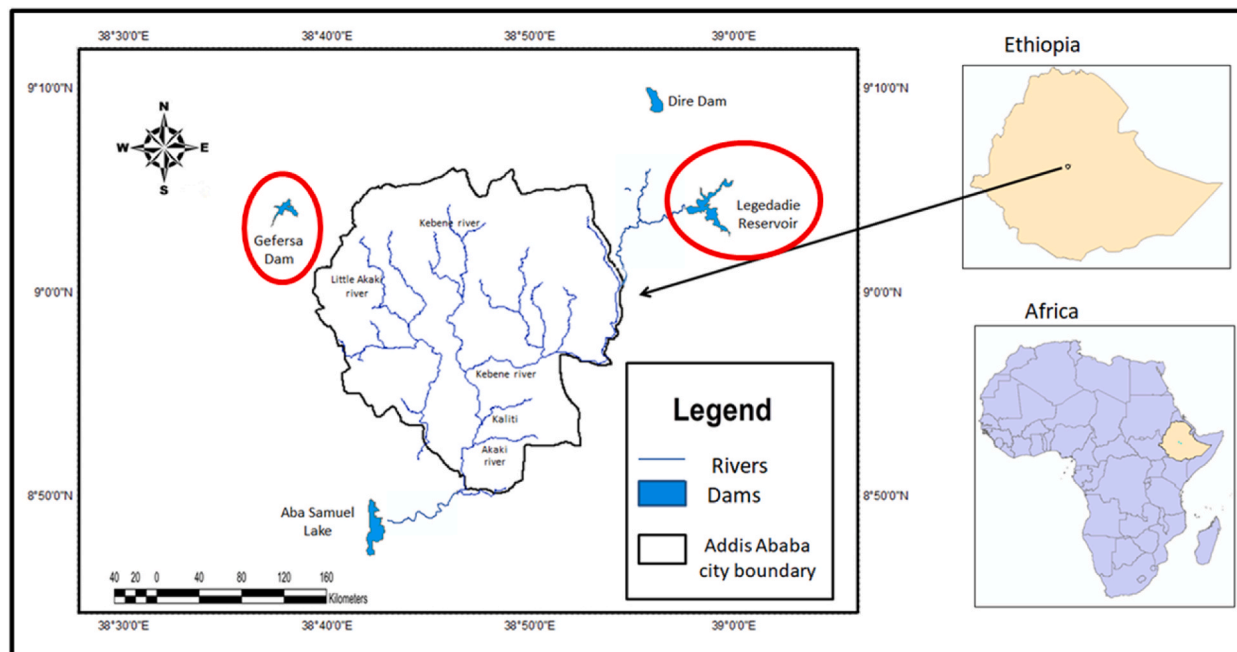 38°30'0"E
38°40'0"E
38°50'0"E
39°0'0"E
Ethiopia
9°10'0"N
9°10'0"N
Dire Dam
N
W
E
S
Legedadie
Reservoir
Kebene river
Gefersa
Dam
Little Akaki
river
9°0'0"N
9°0'0"N
Africa
Kebene river
Legend
Kaliti
Akaki
river
Rivers
Dams
8°50'0"N
8°50'0"N
Aba Samuel
Lake
Addis Ababa
city boundary
40 20 0 40 80 120 160
Kilometers
38°30'0"E
38°40'0"E
38°50'0"E
39°0'0"E